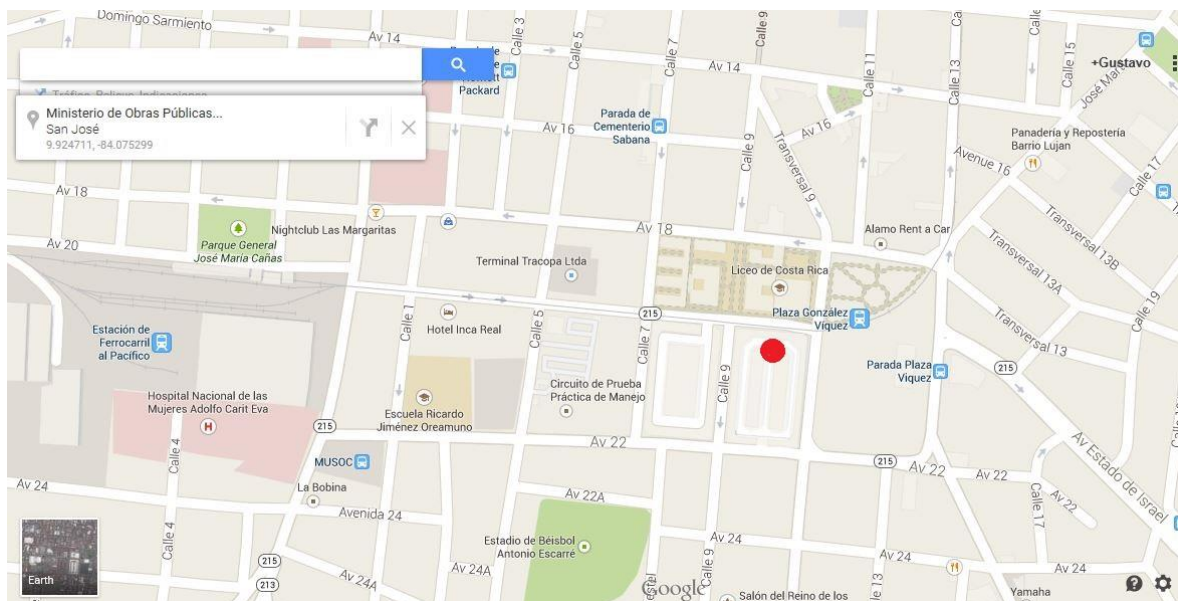 Domingo Sarmiento
Av 14
Calle 3
Calle 5
Calle 7
Calle 9
Calle 11
Calle 13
Calle 15
Packard
+Gustavo
Ministerio de Obras Públicas...
San José
9.924711, -84.075299
Av 14
José
Av 16
Parada de
Cementerio
Sabana
Calle 9
Av 16
Transversal 9
Panadería y Repostería
Barrio Lujan
Avenue 16
Calle 17
Av 18
Nightclub Las Margaritas
Parque General
José María Cañas
Av 20
Av 18
Alamo Rent a Car
Transversal 13B
Transversal 13A
Terminal Tracopa Ltda
Liceo de Costa Rica
Calle 19
Calle 1
Hotel Inca Real
Calle 5
215
Calle 7
Plaza González
Víquez
Transversal 13
Estación de
Ferrocarril
al Pacífico
Parada Plaza
Viquez
215
Calle 9
Circuito de Prueba
Práctica de Manejo
Hospital Nacional de las
Mujeres Adolfo Carit Eva
H
Escuela Ricardo
Jiménez Oreamuno
215
Calle 4
Av 22
MUSOC
215
Av 22
Av 22
Av Estado de Israel
Av 24
La Bobina
Avenida 24
Av 22A
Calle 17
Av 22
Calle 4
Estadio de Béisbol
Antonio Escarré
Av 24
Calle 9
Av 24
215
213
Av 24A
Av 24A
Calle 13
Av 24
Earth
Google
Salón del Reino de los
Yamaha